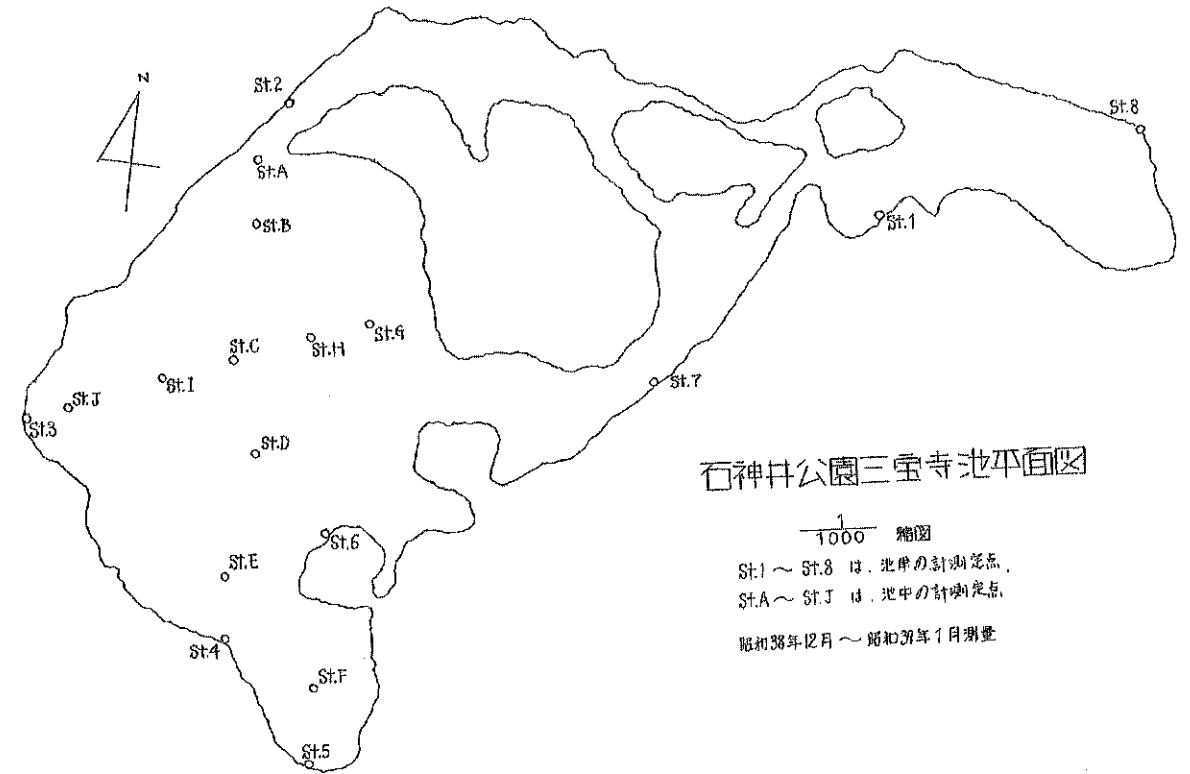 N
St.2
St.8
St.A
St.1
St.B
St.G
St.H
St.C
St.I
St.7
St.J
St.3
St.D
石神井公園三宝寺池平面図
1
1000 縮図
St.6
St.E
St.1 〜 St.8 は、池岸の計測定点、
St.A 〜 St.J は、池中の計測定点、
昭和38年12月 〜 昭和39年1月測量
St.4
St.F
St.5